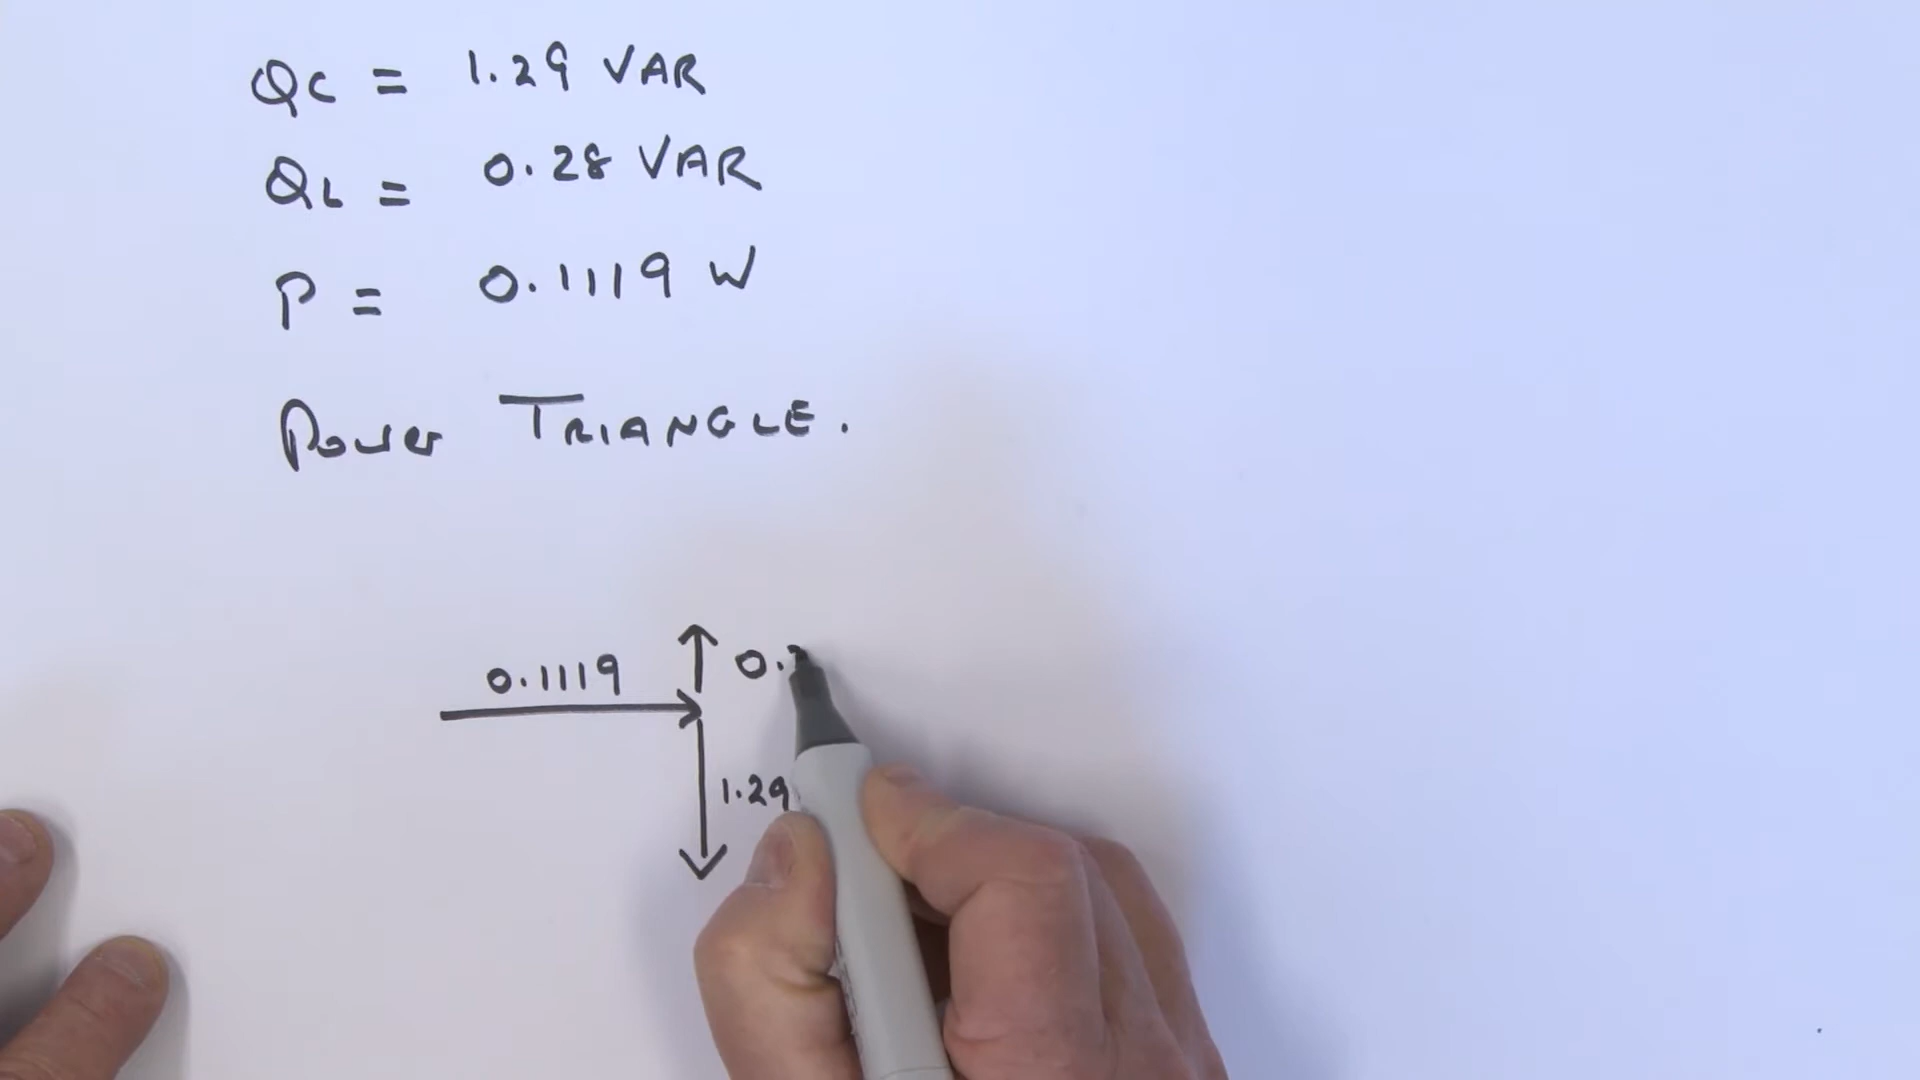 QC = 1.29 VAR
QL = 0.28 VAR
P = 0.1119 W
Power TRIANGLE.
0.1119
1.29